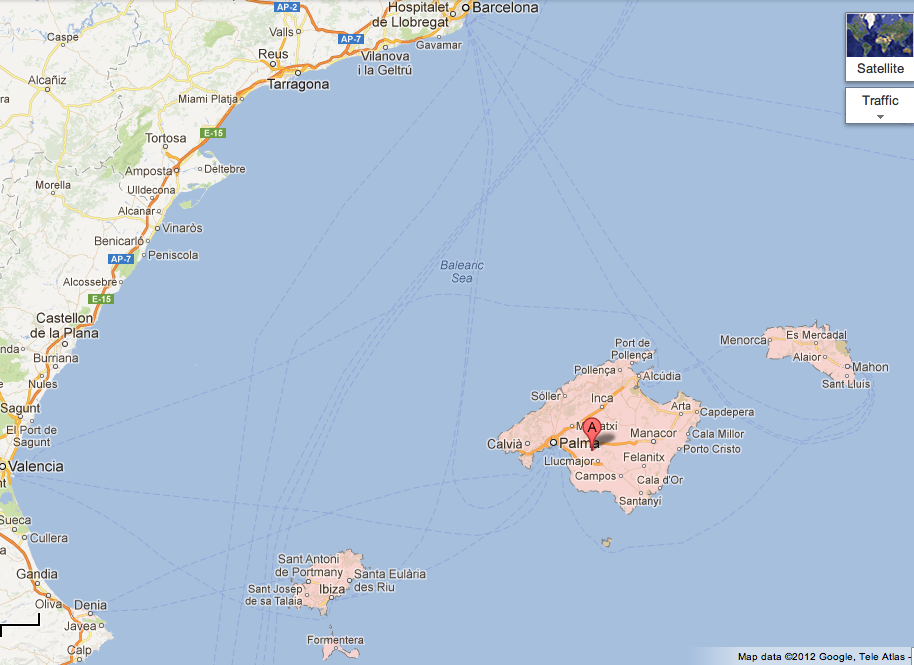 AP-2
Hospitalet
de Llobregat
Barcelona
Caspe
Valls
AP-7
Gavamar
Reus
Vilanova
i la Geltrú
Satellite
Alcañiz
Tarragona
ra
Miami Platja
Traffic
E-15
Tortosa
Amposta
Deltebre
Morella
Ulldecona
Alcanar
Vinaròs
Benicarló
Peniscola
AP-7
Balearic
Sea
Alcossebre
E-15
Castellon
de la Plana
nda
Burriana
Port de
Pollença
Menorca
Es Mercadal
Alaior
Mahon
Sant Lluis
Pollença
Alcúdia
Nules
Sóller
Inca
Arta
Capdepera
Sagunt
El Port de
Sagunt
A
Manacor
Cala Millor
Calvià
Palma
Porto Cristo
Llucmajor
Felanitx
Valencia
nt
Campos
Cala d'Or
Santanyi
Sueca
Cullera
a
Sant Antoni
de Portmany
Santa Eulària
des Riu
Gandia
Sant Josep
de sa Talaia
Ibiza
Oliva
Denia
Javea
Formentera
Calp
Map data ©2012 Google, Tele Atlas -